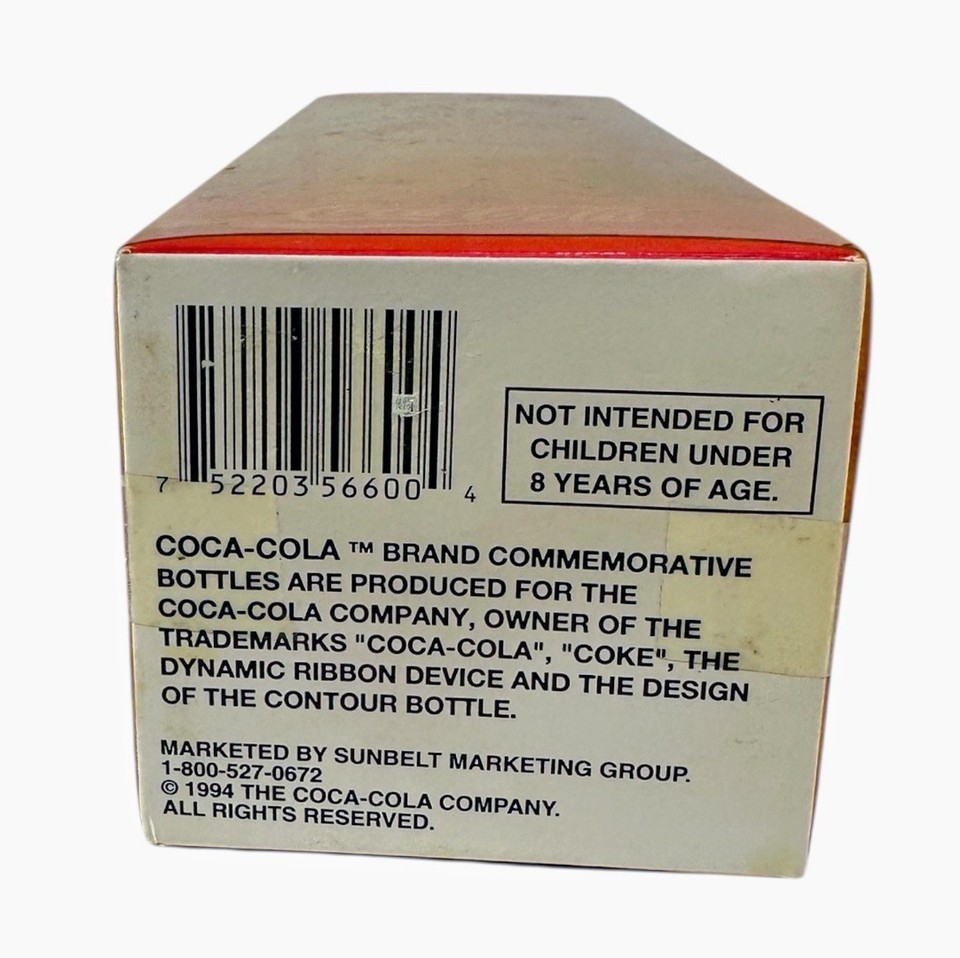 7 52203 56600 4
NOT INTENDED FOR
CHILDREN UNDER
8 YEARS OF AGE.
COCA-COLA ™ BRAND COMMEMORATIVE
BOTTLES ARE PRODUCED FOR THE
COCA-COLA COMPANY, OWNER OF THE
TRADEMARKS "COCA-COLA", "COKE", THE
DYNAMIC RIBBON DEVICE AND THE DESIGN
OF THE CONTOUR BOTTLE.
MARKETED BY SUNBELT MARKETING GROUP.
1-800-527-0672
© 1994 THE COCA-COLA COMPANY.
ALL RIGHTS RESERVED.